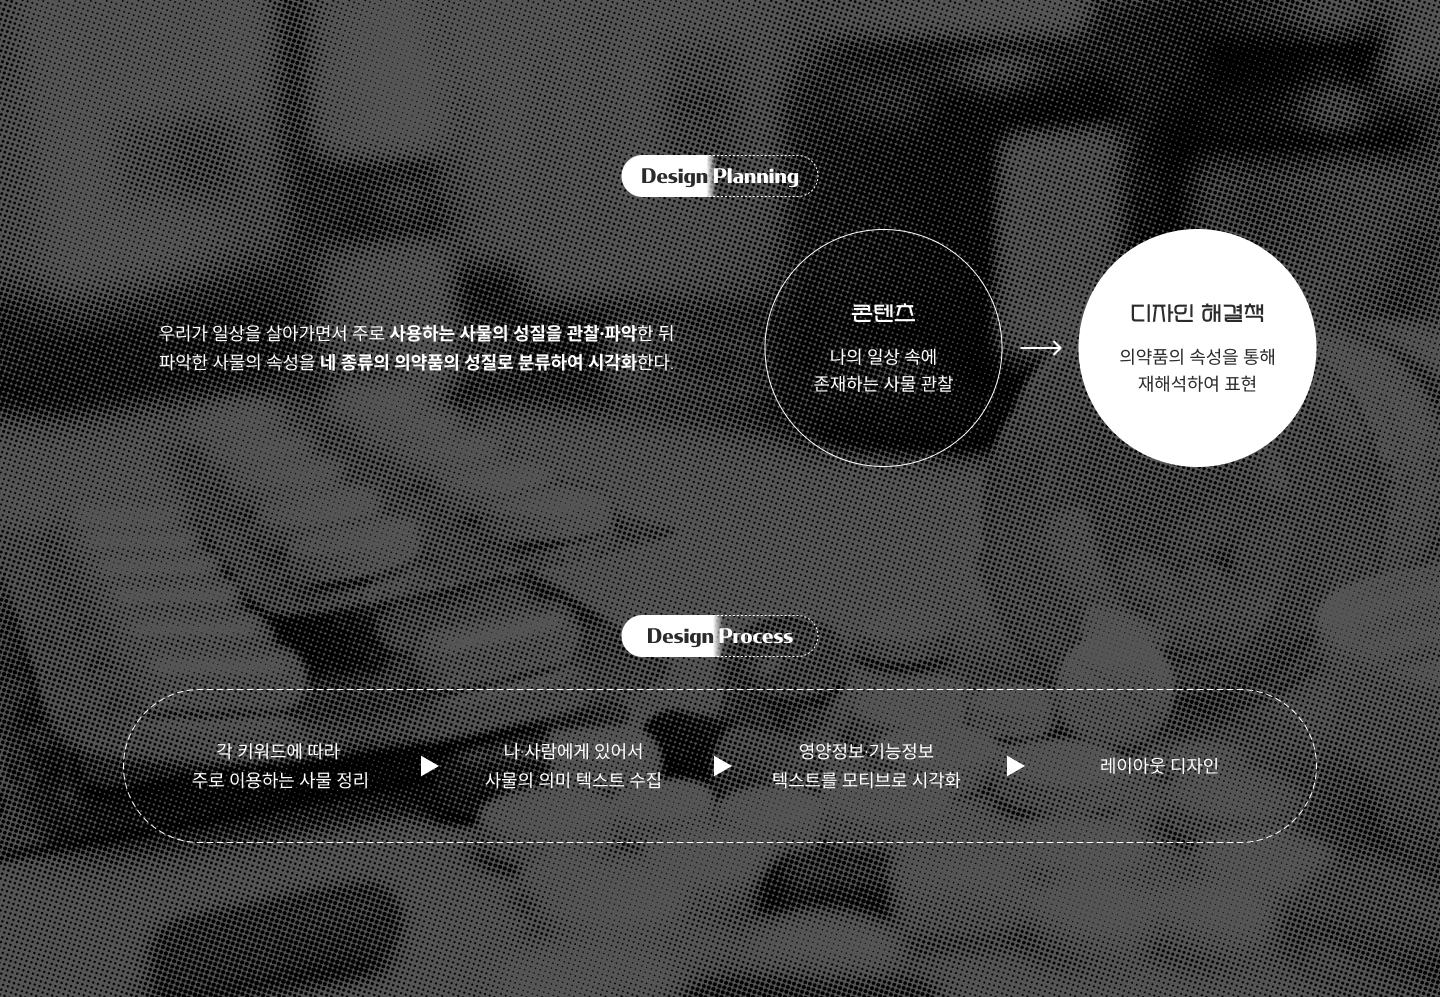 Design Planning
우리가 일상을 살아가면서 주로 사용하는 사물의 성질을 관찰·파악한 뒤
파악한 사물의 속성을 네 종류의 의약품의 성질로 분류하여 시각화한다.
콘텐츠
나의 일상 속에
존재하는 사물 관찰
디자인 해결책
의약품의 속성을 통해
재해석하여 표현
Design Process
각 키워드에 따라
주로 이용하는 사물 정리
나·사람에게 있어서
사물의 의미 텍스트 수집
영양정보·기능정보
텍스트를 모티브로 시각화
레이아웃 디자인